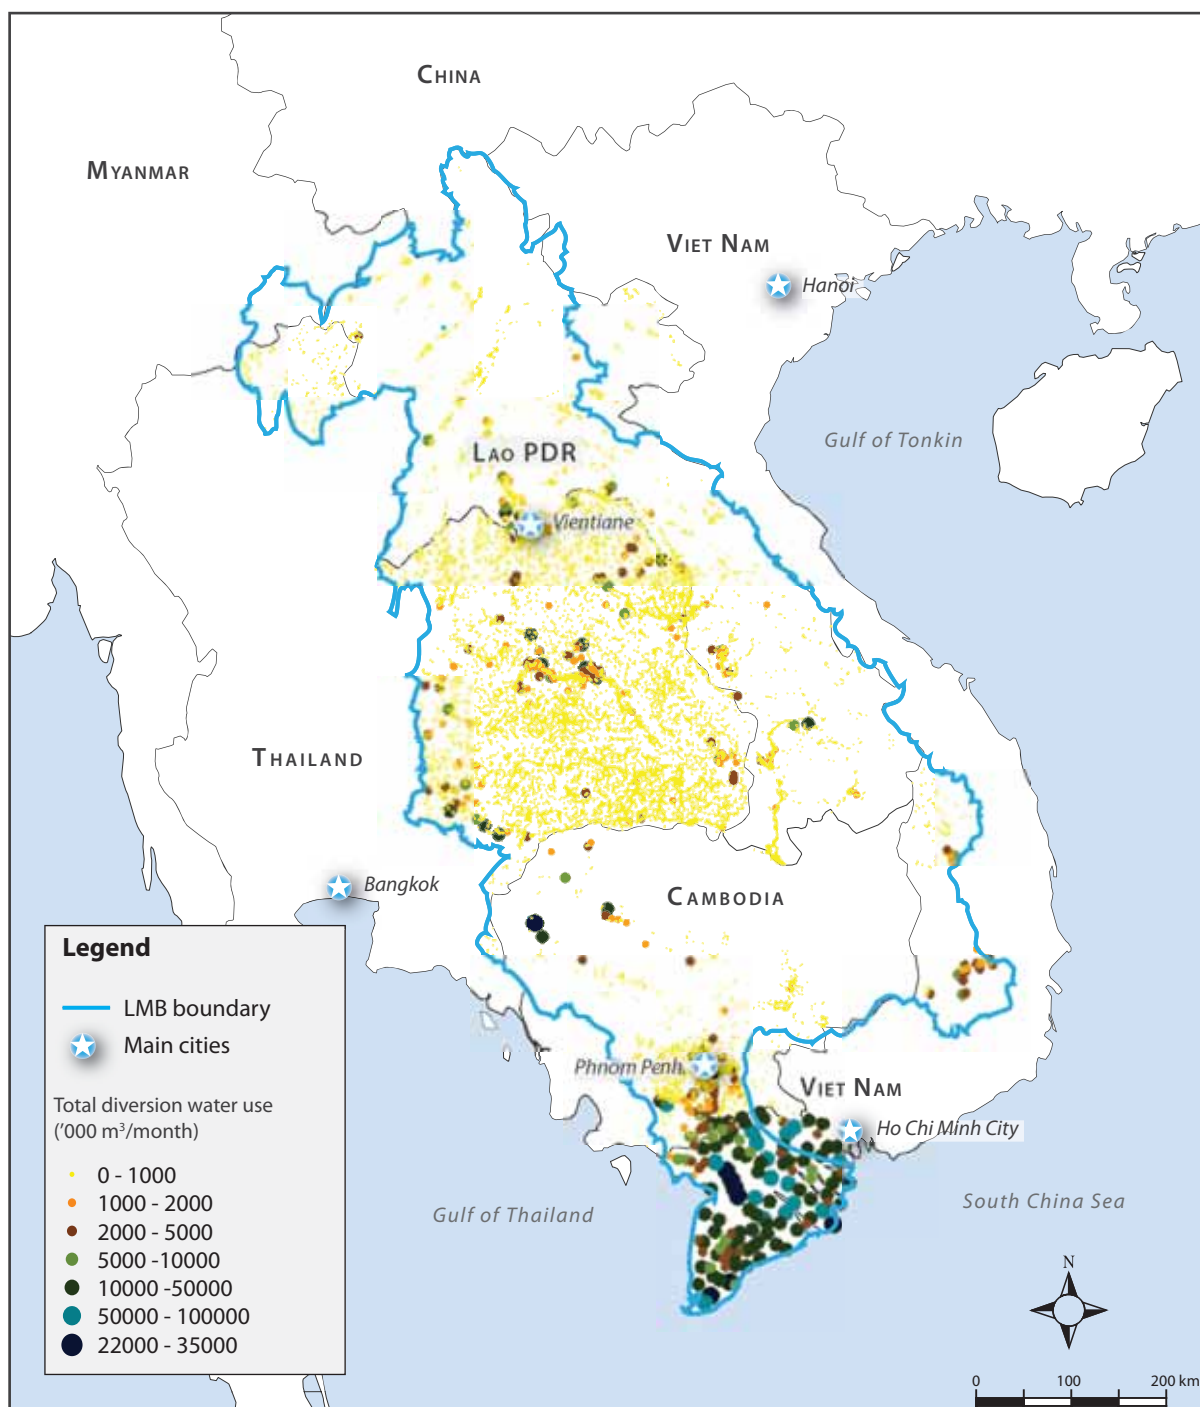 CHINA
MYANMAR
VIET NAM
Hanoi
Gulf of Tonkin
LAO PDR
Vientiane
THAILAND
Bangkok
CAMBODIA
Legend
LMB boundary
Main cities
Total diversion water use
('000 m³/month)
0 - 1000
1000 - 2000
2000 - 5000
5000 -10000
10000 -50000
50000 - 100000
22000 - 35000
Phnom Penh
VIET NAM
Ho Chi Minh City
Gulf of Thailand
South China Sea
N
0 100 200 km